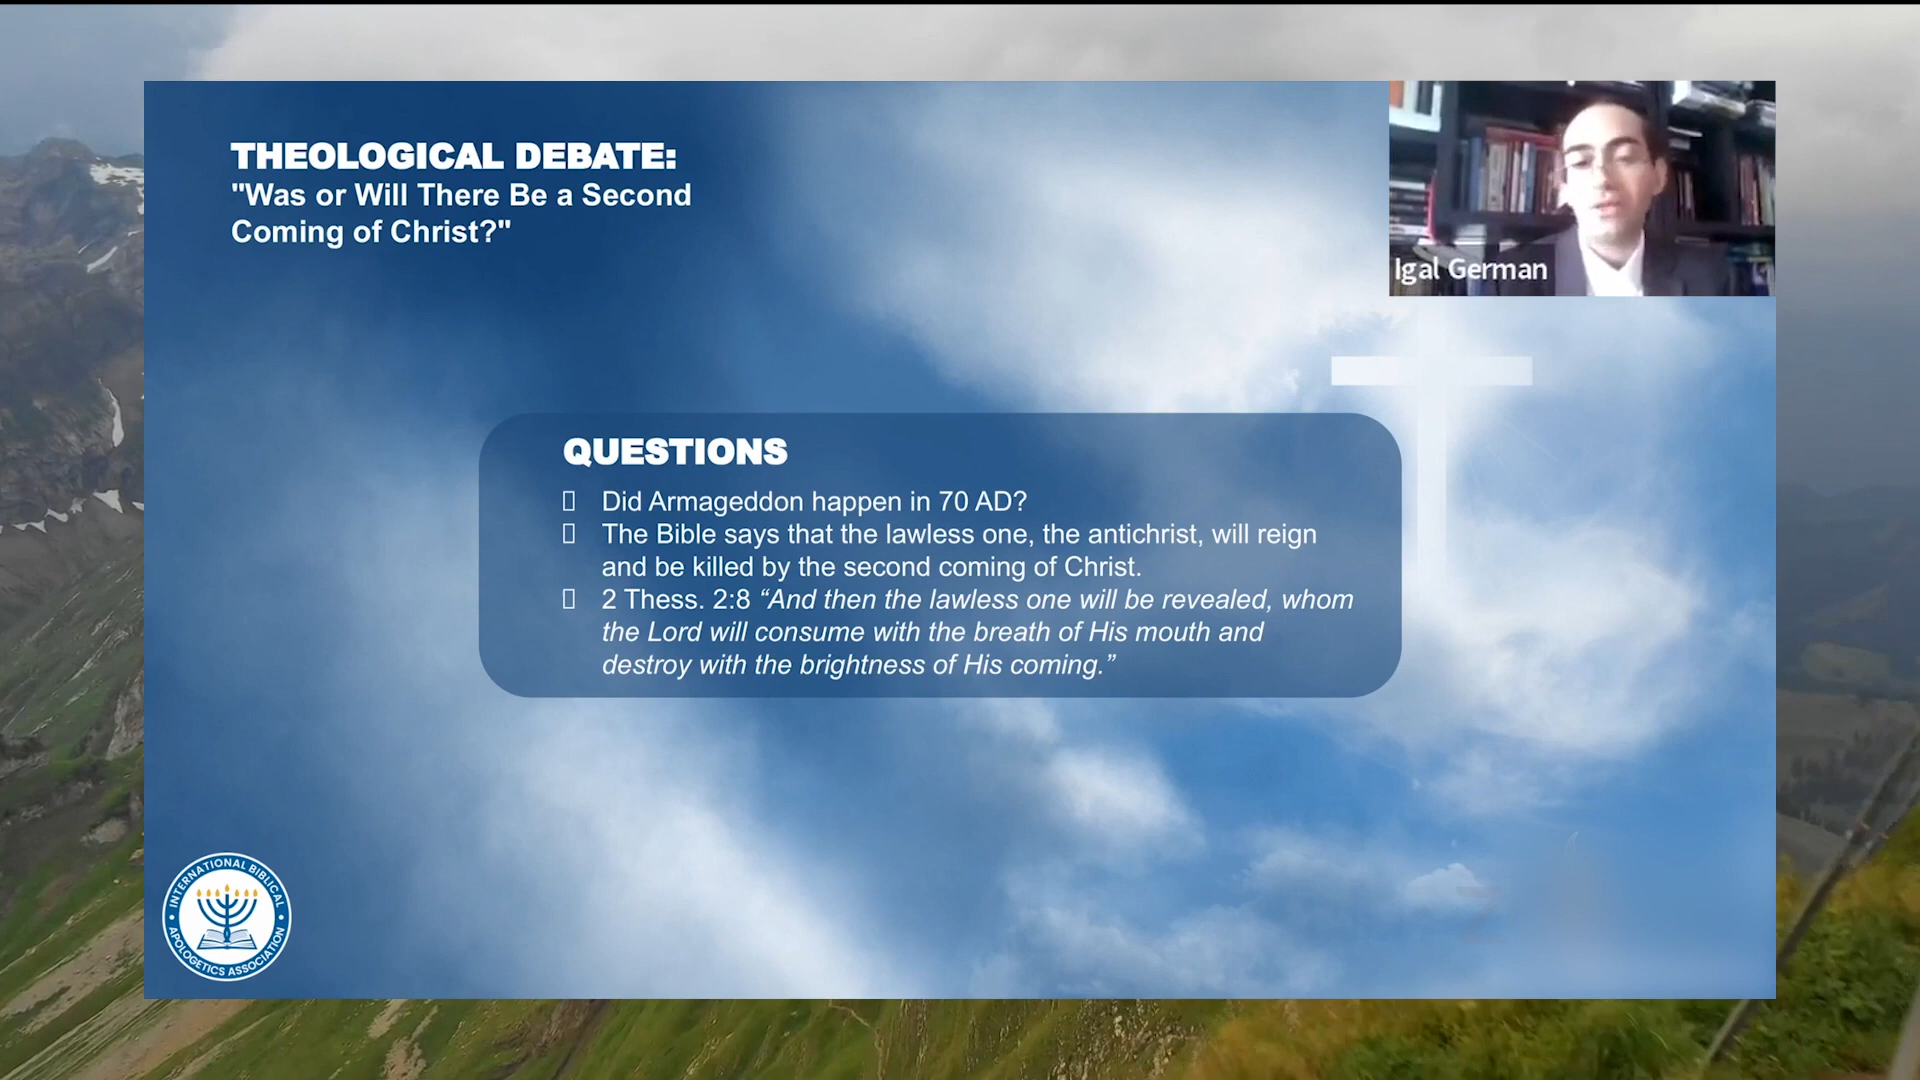 THEOLOGICAL DEBATE:
"Was or Will There Be a Second
Coming of Christ?"
Igal German
QUESTIONS
Did Armageddon happen in 70 AD?
The Bible says that the lawless one, the antichrist, will reign
and be killed by the second coming of Christ.
2 Thess. 2:8 “And then the lawless one will be revealed, whom
the Lord will consume with the breath of His mouth and
destroy with the brightness of His coming.”
INTERNATIONAL BIBLICAL
APOLOGETICS ASSOCIATION